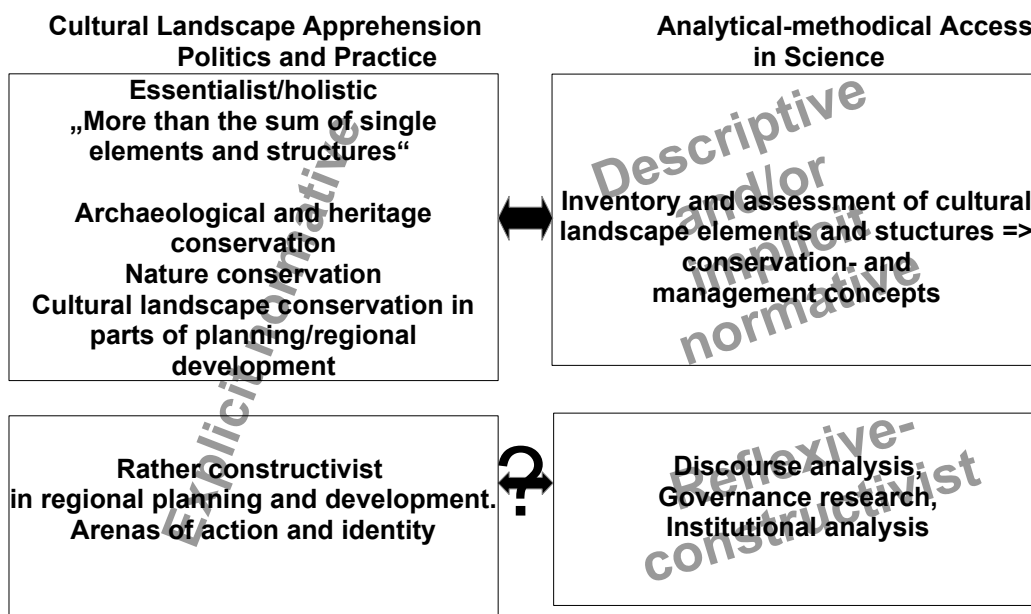 Cultural Landscape Apprehension
Politics and Practice
Essentialist/holistic
„More than the sum of single
elements and structures“
Archaeological and heritage
conservation
Nature conservation
Cultural landscape conservation in
parts of planning/regional
development
Explicit normative
Analytical-methodical Access
in Science
Inventory and assessment of cultural
landscape elements and stuctures =>
conservation- and
management concepts
Descriptive
and/or
implicit
normative
Rather constructivist
in regional planning and development.
Arenas of action and identity
?
Discourse analysis,
Governance research,
Institutional analysis
Reflexive-
constructivist